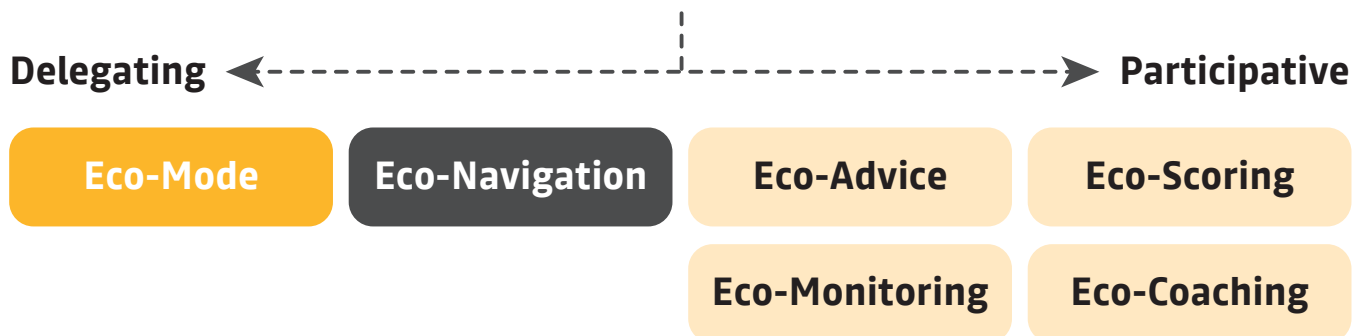 Delegating Participative
Eco-Mode Eco-Navigation Eco-Advice Eco-Scoring
Eco-Monitoring Eco-Coaching